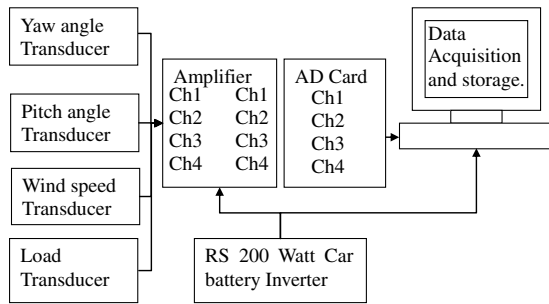 Yaw angle
Transducer
Pitch angle
Transducer
Wind speed
Transducer
Load
Transducer
Amplifier
Ch1 Ch1
Ch2 Ch2
Ch3 Ch3
Ch4 Ch4
AD Card
Ch1
Ch2
Ch3
Ch4
Data
Acquisition
and storage.
RS 200 Watt Car
battery Inverter